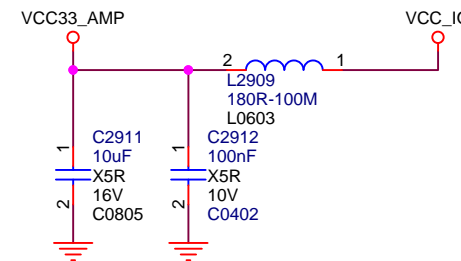 VCC33_AMP
VCC_I
2
1
L2909
180R-100M
L0603
1
C2911
10uF
X5R
16V
2
C0805
1
C2912
100nF
X5R
10V
2
C0402